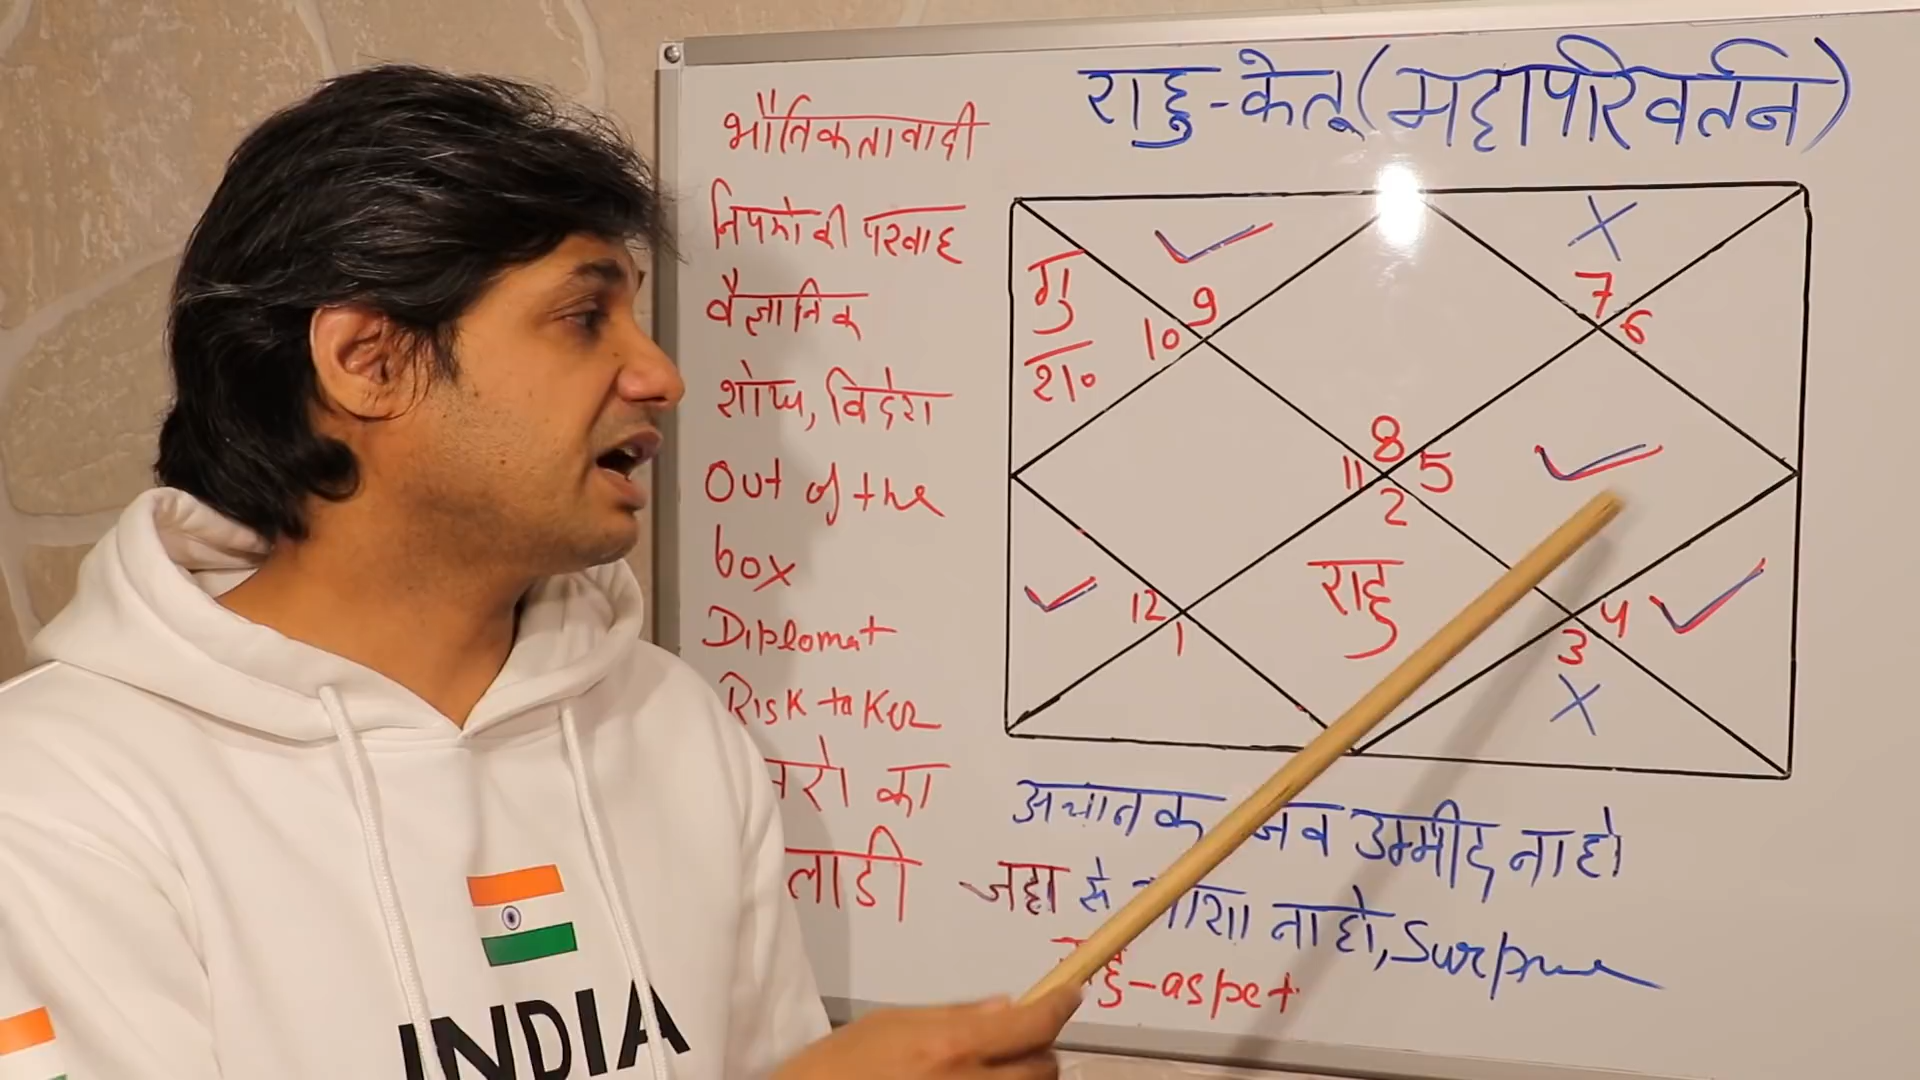 राहु-केतू(महापरिवर्तन)
भौतिकतावादी
नियमो की परवाह
वैज्ञानिक
शोध, विदेश
Out of the
box
Diplomat
Risk taker
का
लाडी
गु
श०
9
10
7
6
8
11
5
2
राहु
12
1
4
3
अचानक जब उम्मीद ना हो
जहा से आशा ना हो, Surprise
राहु-aspect
INDIA